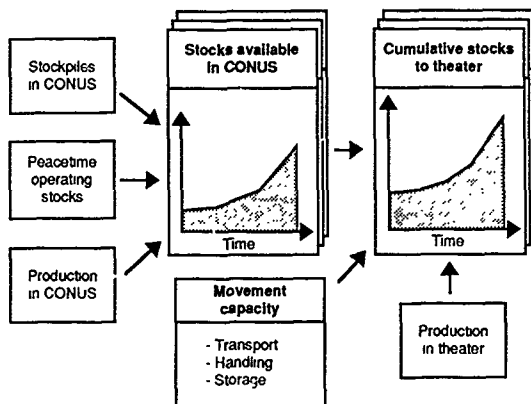 Stockpiles
in CONUS
Peacetime
operating
stocks
Production
in CONUS
Stocks available
in CONUS
Time
Movement
capacity
- Transport
- Handling
- Storage
Cumulative stocks
to theater
Time
Production
in theater